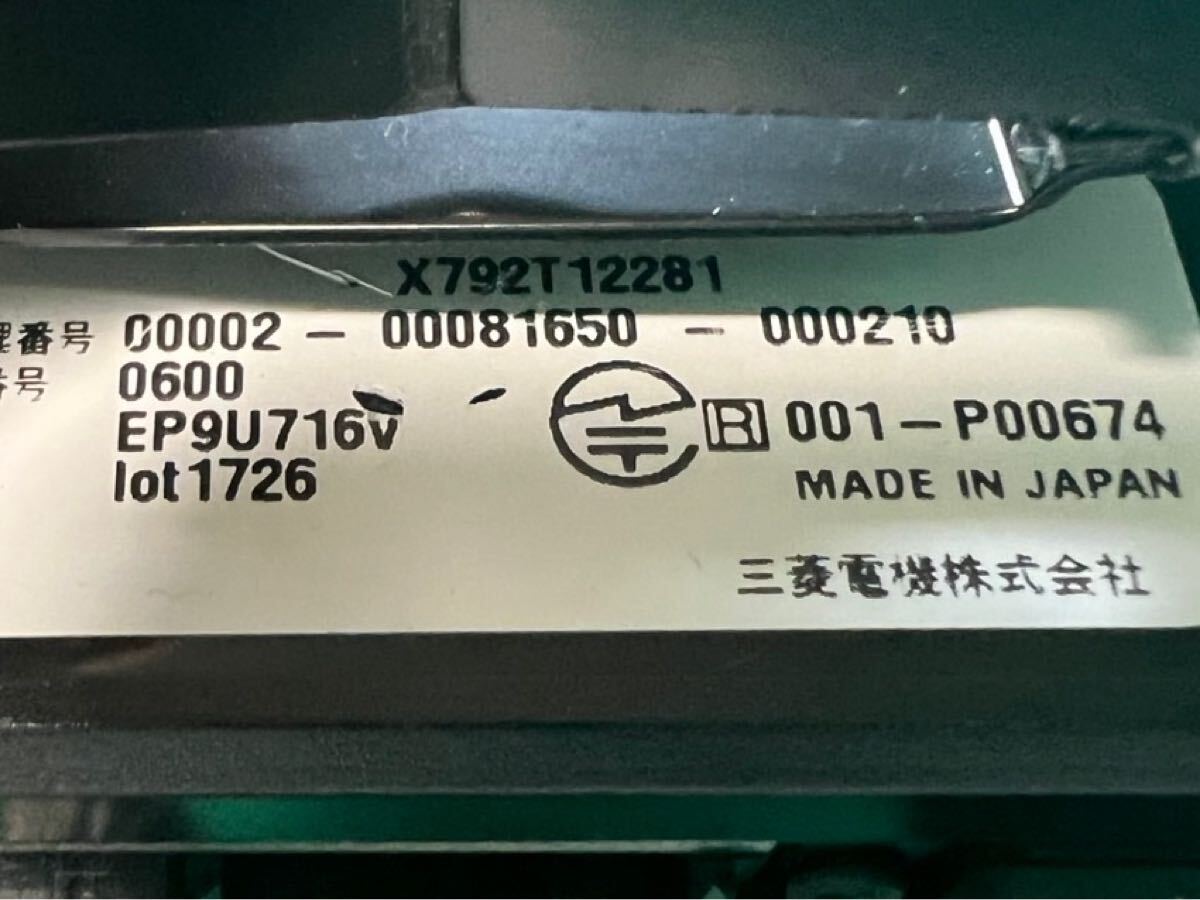 X792T12281
理番号 00002 - 00081650 - 000210
番号 0600
EP9U716v
lot1726
R 001-P00674
MADE IN JAPAN
三菱電機株式会社